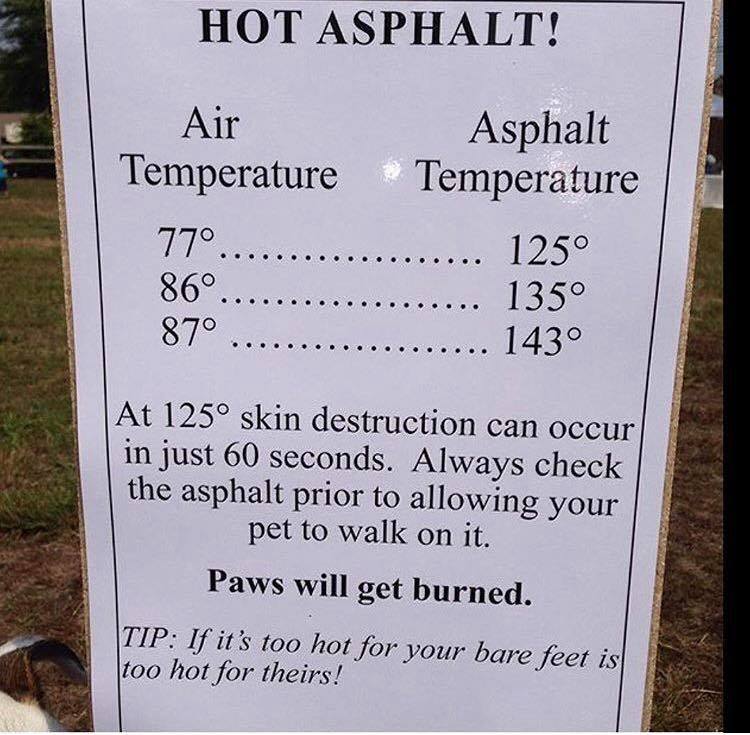 HOT ASPHALT!
Air Asphalt
Temperature Temperature
77°................... 125°
86°................... 135°
87° ................... 143°
At 125° skin destruction can occur
in just 60 seconds. Always check
the asphalt prior to allowing your
pet to walk on it.
Paws will get burned.
TIP: If it's too hot for your bare feet is
too hot for theirs!